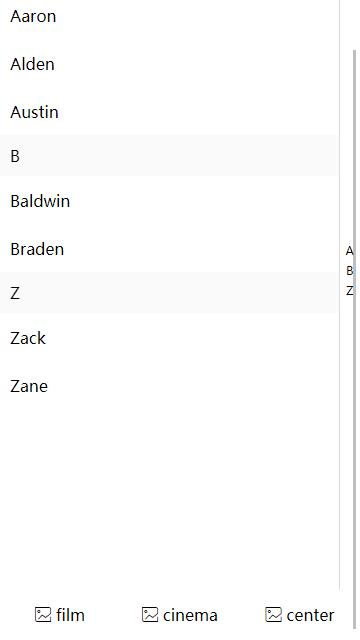 Aaron
Alden
Austin
B
Baldwin
Braden
Z
Zack
Zane
A
B
Z
film cinema center